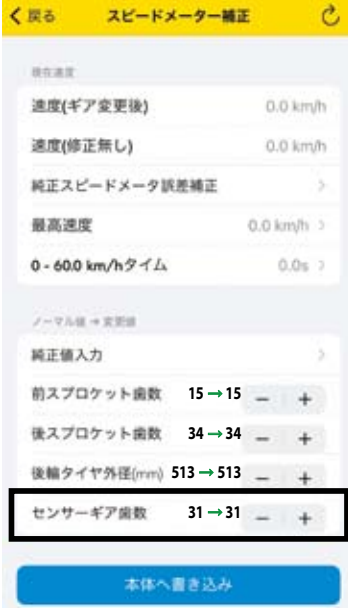 戻る スピードメーター補正
現在速度
速度(ギア変更後) 0.0 km/h
速度(修正無し) 0.0 km/h
純正スピードメータ誤差補正
最高速度 0.0 km/h
0 - 60.0 km/hタイム 0.0s
ノーマル値 → 変更値
純正値入力
前スプロケット歯数 15 → 15 − +
後スプロケット歯数 34 → 34 − +
後輪タイヤ外径(mm) 513 → 513 − +
センサーギア歯数 31 → 31 − +
本体へ書き込み